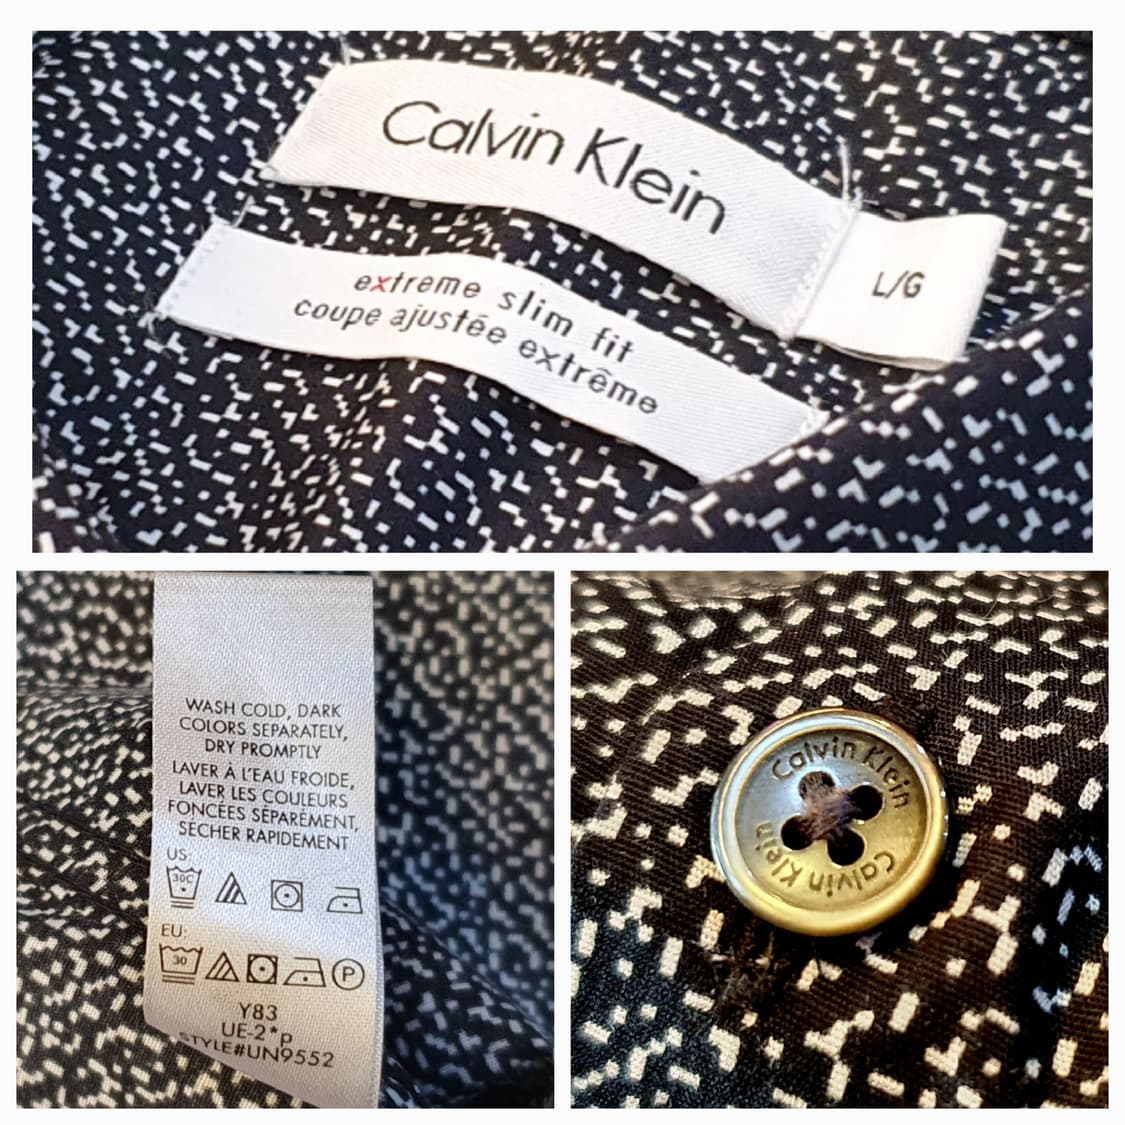 Calvin Klein
L/G
extreme slim fit
coupe ajustée extrême
WASH COLD, DARK
COLORS SEPARATELY,
DRY PROMPTLY
LAVER À L'EAU FROIDE,
LAVER LES COULEURS
FONCÉES SÉPARÉMENT,
SECHER RAPIDEMENT
US:
30C
EU:
30
P
Y83
UE-2* p
STYLE#UN9552
Calvin Klein
Calvin Klein